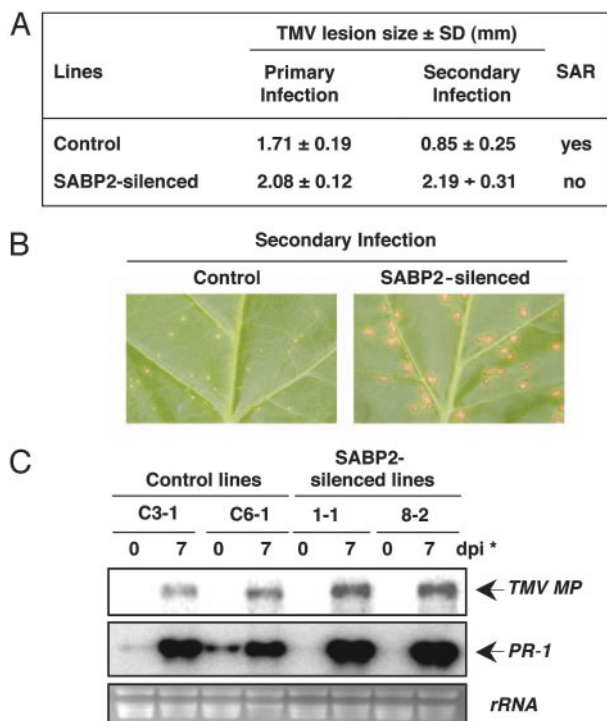 A
TMV lesion size ± SD (mm)
Lines
Primary Infection
Secondary Infection
SAR
Control 1.71 ± 0.19 0.85 ± 0.25 yes
SABP2-silenced 2.08 ± 0.12 2.19 + 0.31 no
B
Secondary Infection
Control SABP2-silenced
C
Control lines
SABP2-
silenced lines
C3-1 C6-1 1-1 8-2
0 7 0 7 0 7 0 7 dpi *
TMV MP
PR-1
rRNA